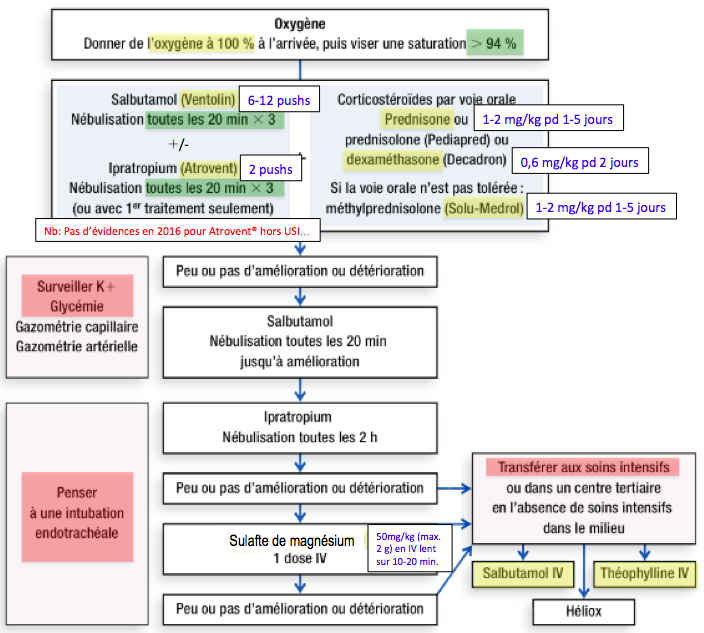 Oxygène
Donner de l'oxygène à 100 % à l'arrivée, puis viser une saturation > 94 %
Salbutamol (Ventolin) 6-12 pushs
Nébulisation toutes les 20 min × 3
+/-
Ipratropium (Atrovent) 2 pushs
Nébulisation toutes les 20 min × 3
(ou avec 1er traitement seulement)
Corticostéroïdes par voie orale
Prednisone ou 1-2 mg/kg pd 1-5 jours
prednisolone (Pediapred) ou
dexaméthasone (Decadron) 0,6 mg/kg pd 2 jours
Si la voie orale n'est pas tolérée :
méthylprednisolone (Solu-Medrol) 1-2 mg/kg pd 1-5 jours
Nb: Pas d'évidences en 2016 pour Atrovent® hors USI...
Peu ou pas d'amélioration ou détérioration
Surveiller K+
Glycémie
Gazométrie capillaire
Gazométrie artérielle
Salbutamol
Nébulisation toutes les 20 min
jusqu'à amélioration
Ipratropium
Nébulisation toutes les 2 h
Penser
à une intubation
endotrachéale
Peu ou pas d'amélioration ou détérioration
Transférer aux soins intensifs
ou dans un centre tertiaire
en l'absence de soins intensifs
dans le milieu
Sulafte de magnésium
1 dose IV
50mg/kg (max.
2 g) en IV lent
sur 10-20 min.
Salbutamol IV
Théophylline IV
Peu ou pas d'amélioration ou détérioration
Héliox